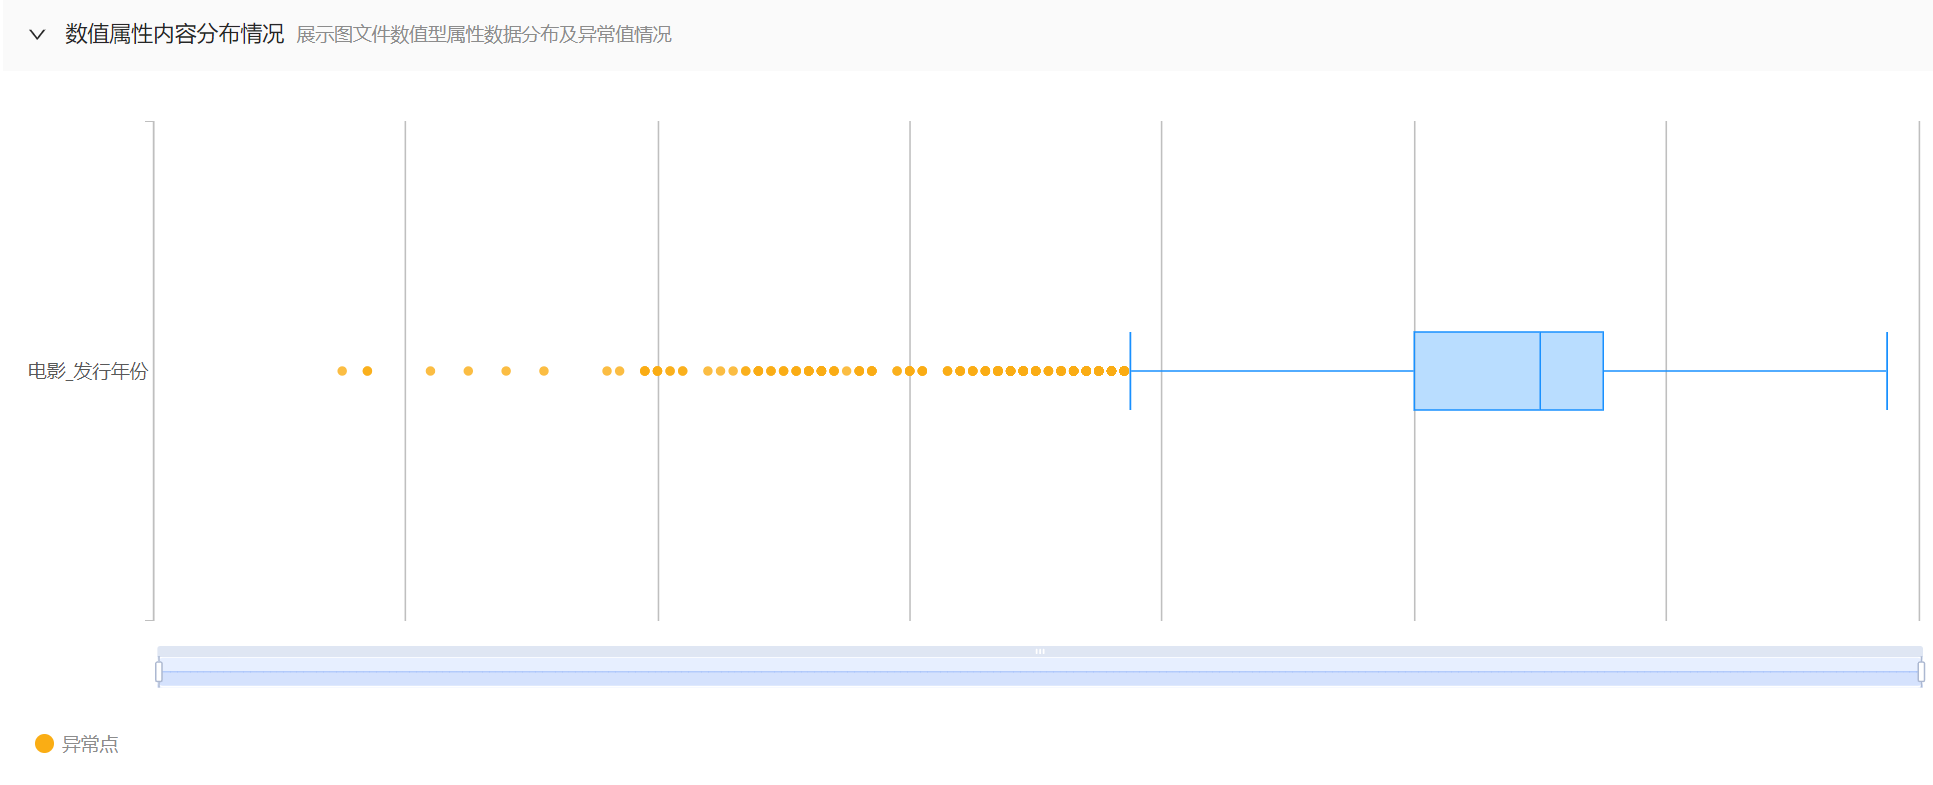 数值属性内容分布情况 展示图文件数值型属性数据分布及异常值情况
电影_发行年份
异常点